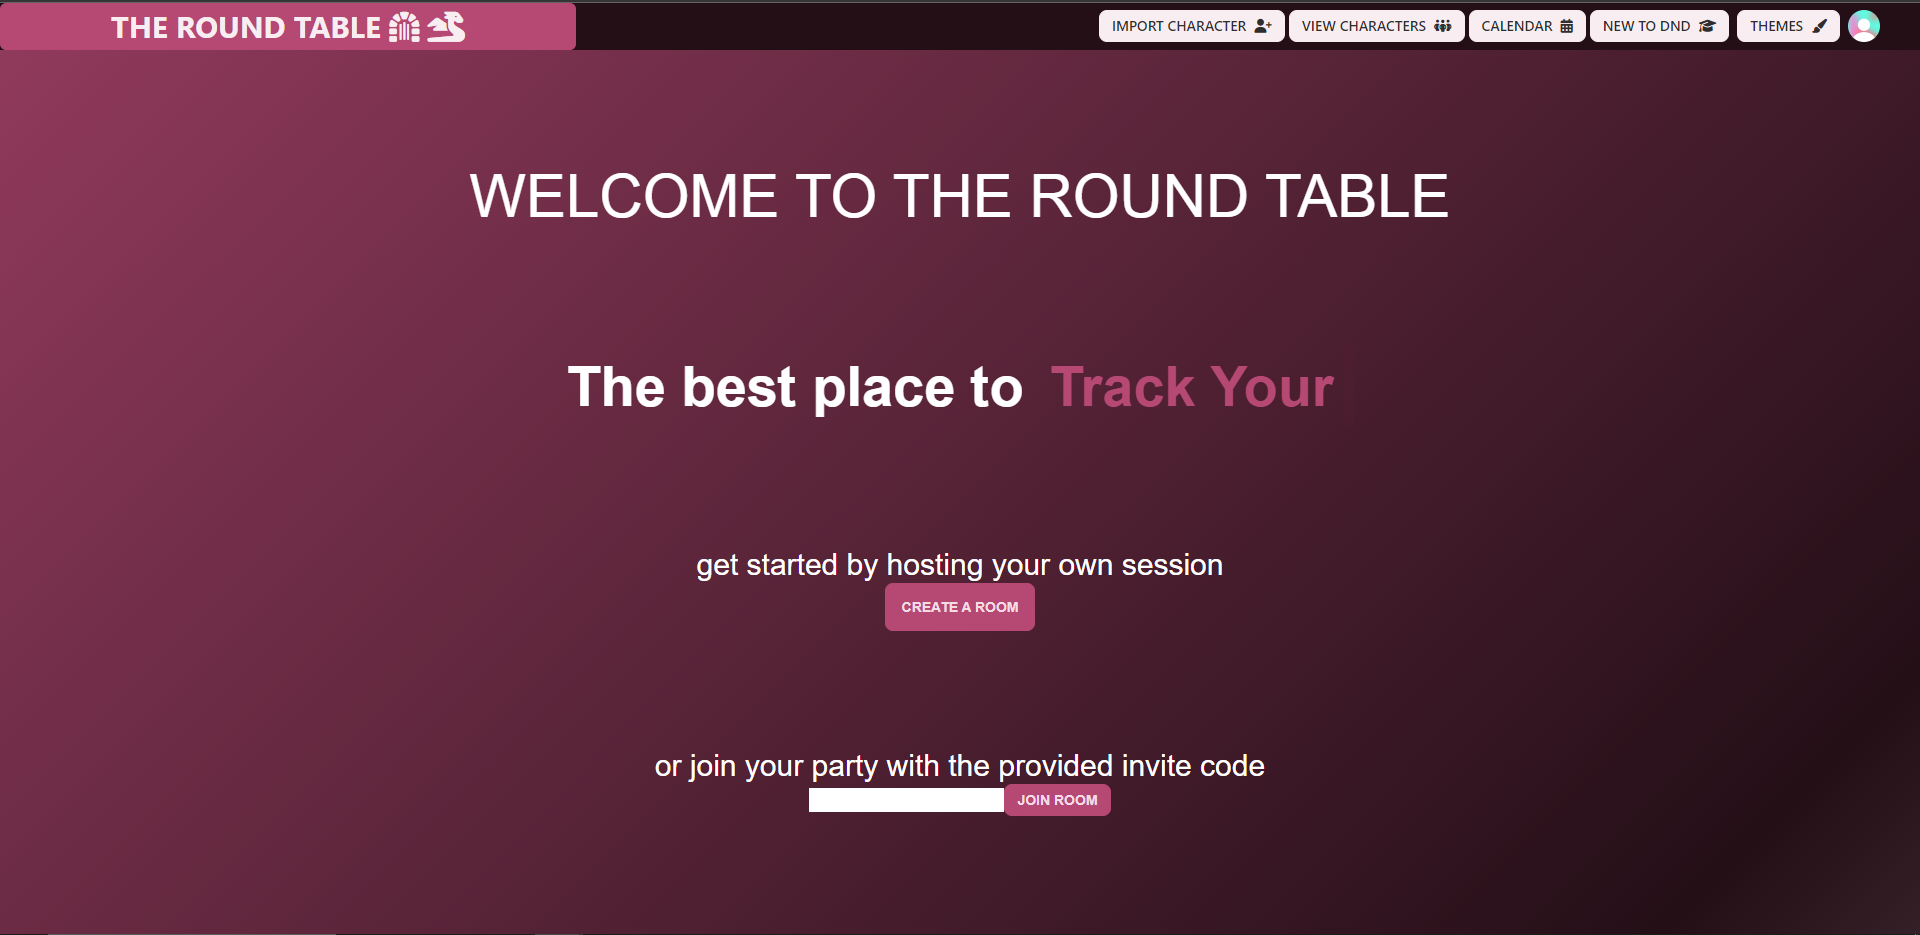 THE ROUND TABLE
IMPORT CHARACTER
VIEW CHARACTERS
CALENDAR
NEW TO DND
THEMES
WELCOME TO THE ROUND TABLE
The best place to Track Your
get started by hosting your own session
CREATE A ROOM
or join your party with the provided invite code
JOIN ROOM